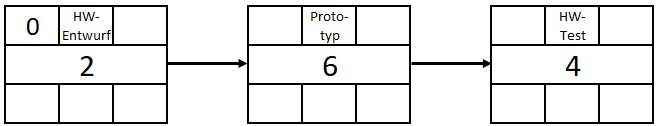 0
HW-
Entwurf
2
Proto-
typ
6
HW-
Test
4